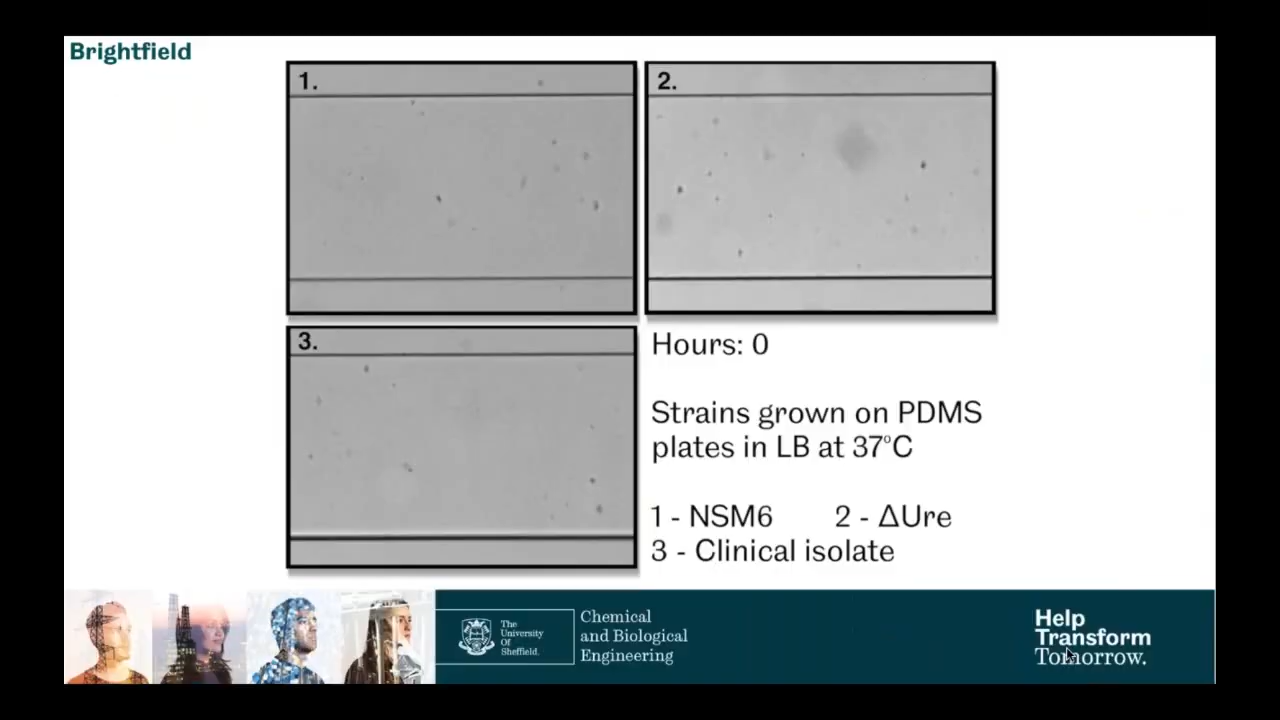 Brightfield
1.
2.
3.
Hours: 0
Strains grown on PDMS
plates in LB at 37°C
1 - NSM6 2 - ΔUre
3 - Clinical isolate
The
University
Of
Sheffield.
Chemical
and Biological
Engineering
Help
Transform
Tomorrow.